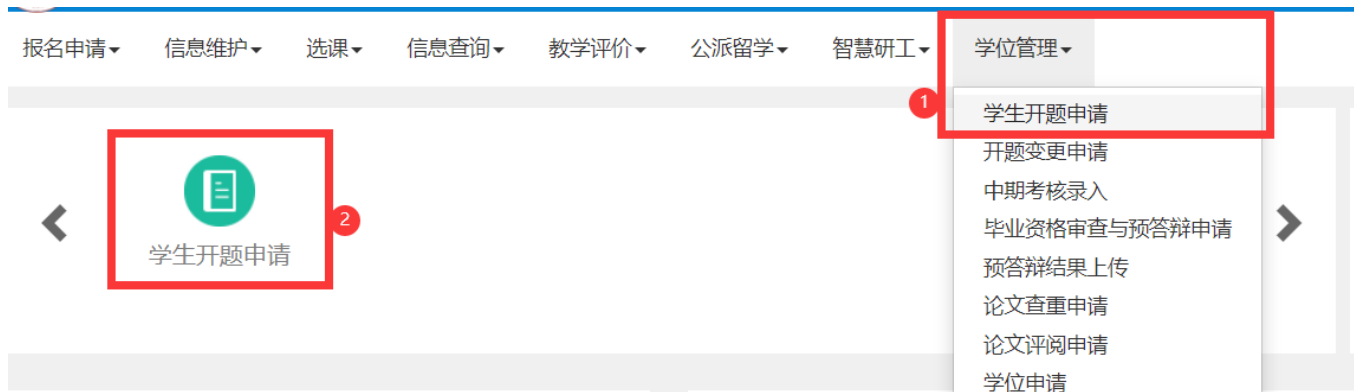 报名申请 信息维护 选课 信息查询 教学评价 公派留学 智慧研工 学位管理
1
学生开题申请
开题变更申请
中期考核录入
毕业资格审查与预答辩申请
预答辩结果上传
论文查重申请
论文评阅申请
学位申请
2
学生开题申请